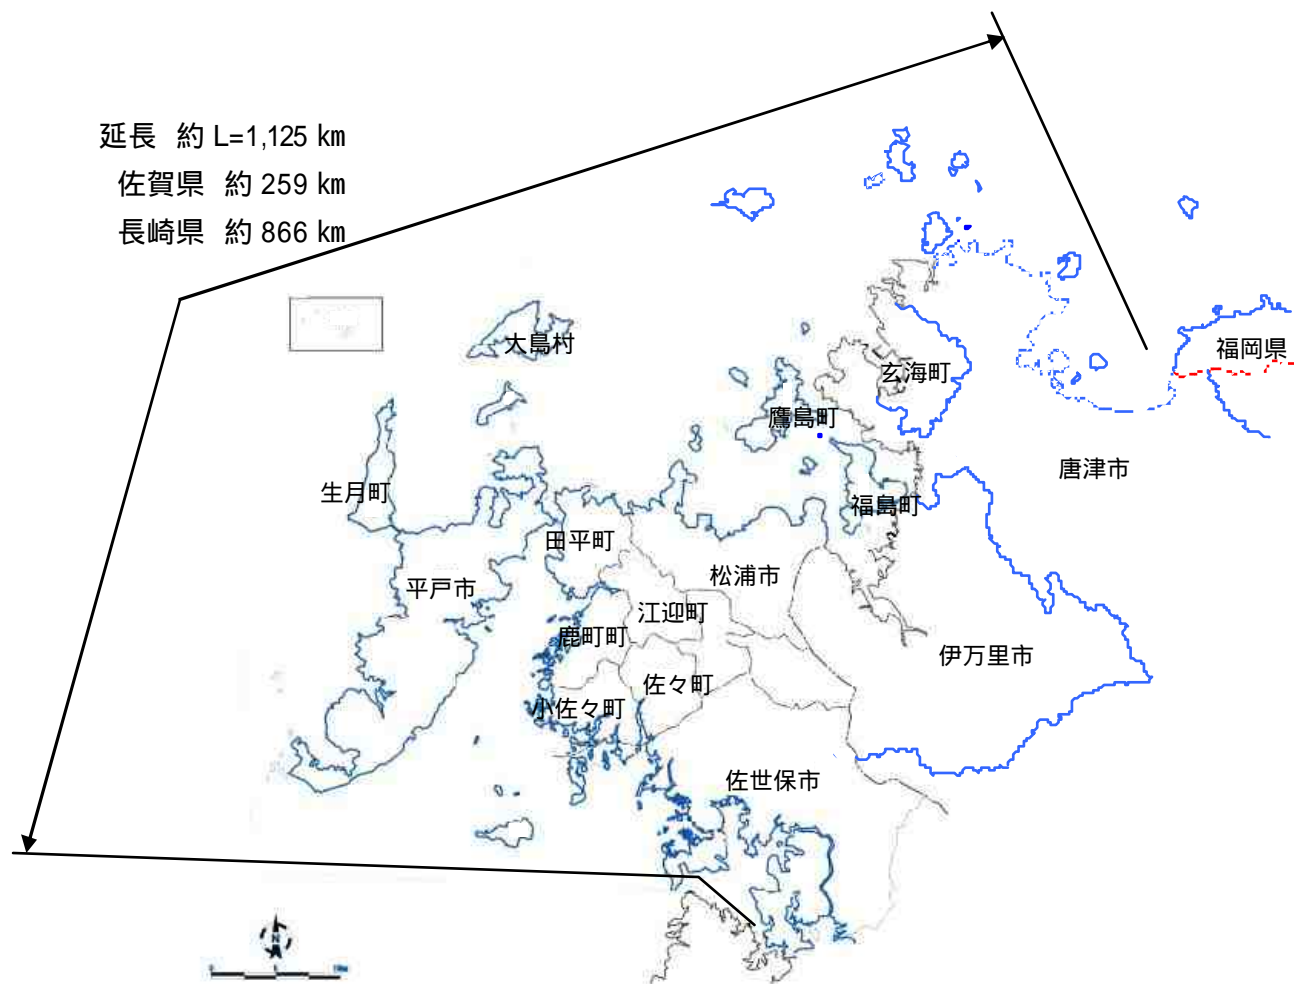 延長 約 L=1,125 km
佐賀県 約 259 km
長崎県 約 866 km
大島村
福岡県
玄海町
鷹島町
唐津市
生月町
福島町
田平町
松浦市
平戸市
江迎町
鹿町町
伊万里市
佐々町
小佐々町
佐世保市
N